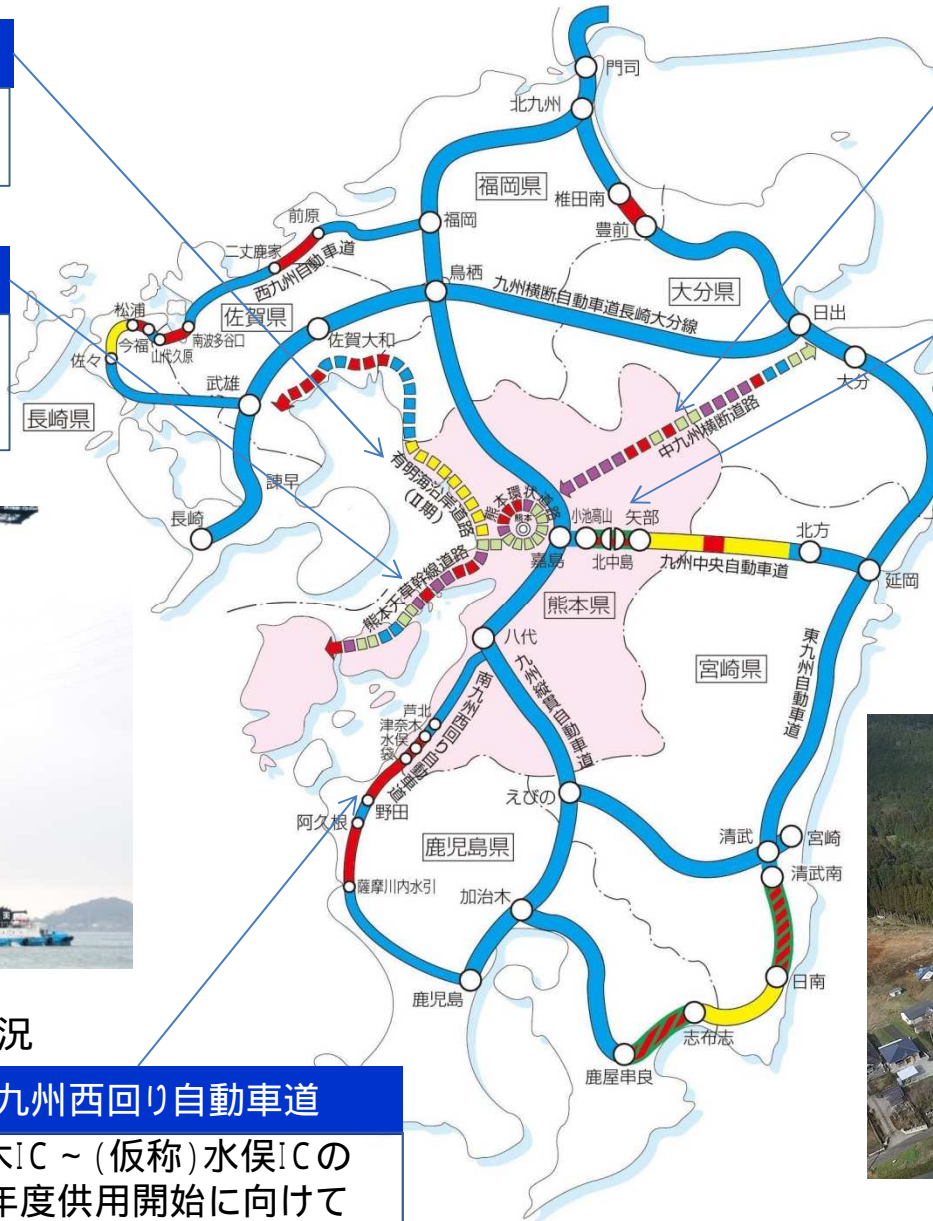 門司
北九州
福岡県
椎田南
豊前
前原
福岡
二丈鹿家
西九州自動車道
鳥栖
九州横断自動車道長崎大分線
大分県
日出
大分
松浦
今福
山代久原
南波多谷口
佐賀県
佐賀大和
佐々
武雄
長崎県
諫早
長崎
有明海沿岸道路
(Ⅱ期)
中九州横断道路
熊本環状道路
熊本
小池高山
矢部
嘉島
北中島
九州中央自動車道
北方
延岡
熊本天草幹線道路
熊本県
八代
宮崎県
東九州自動車道
九州縦貫自動車道
南九州西回り自動車道
芦北
津奈木
水俣
袋
野田
阿久根
えびの
鹿児島県
清武
宮崎
清武南
薩摩川内水引
加治木
日南
鹿児島
志布志
鹿屋串良
況
九州西回り自動車道
木IC~(仮称)水俣ICの
年度供用開始に向けて